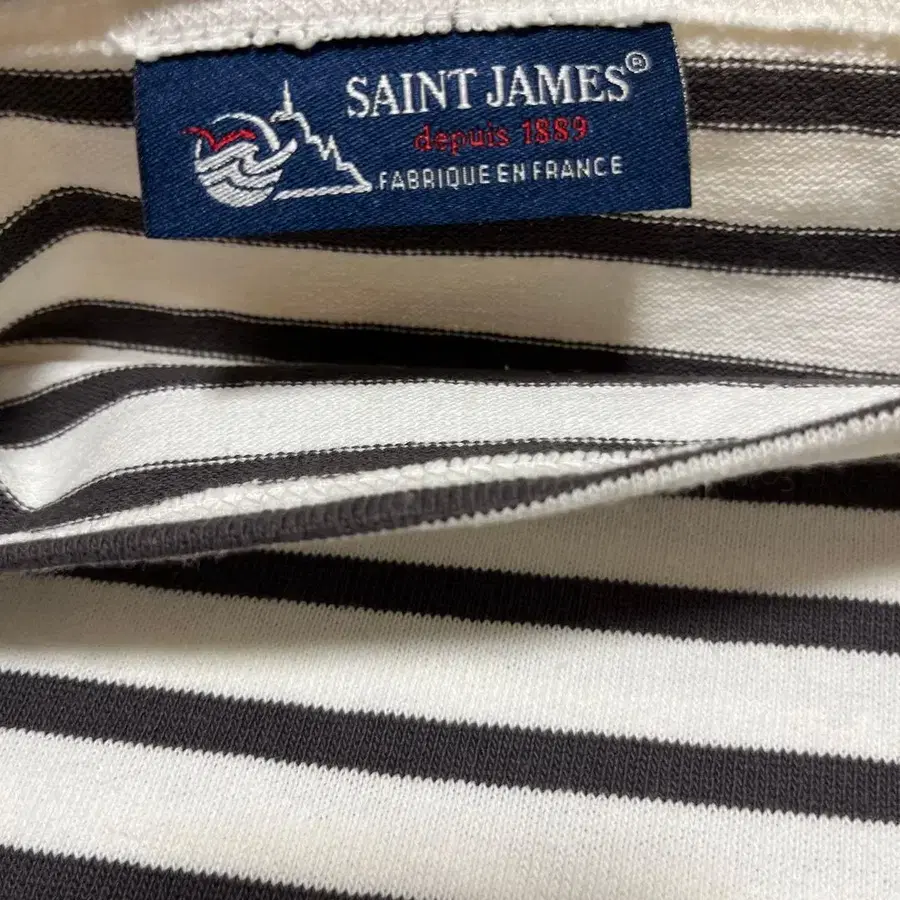 SAINT JAMES®
depuis 1889
FABRIQUE EN FRANCE